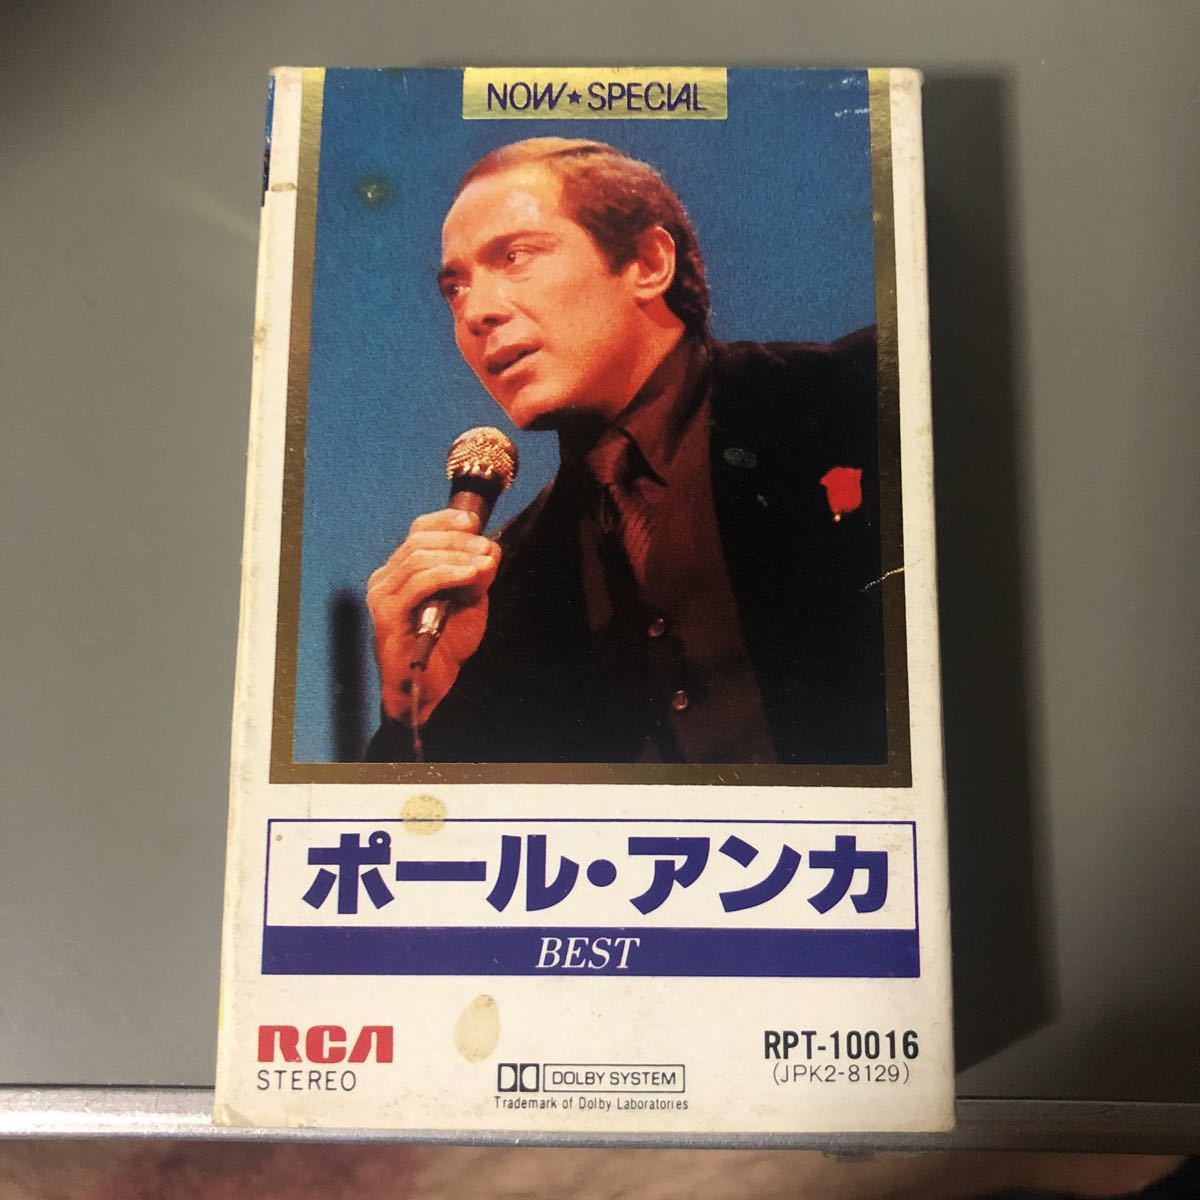 NOW★SPECIAL
ポール・アンカ
BEST
RCA
STEREO
DOLBY SYSTEM
Trademark of Dolby Laboratories
RPT-10016
(JPK2-8129)